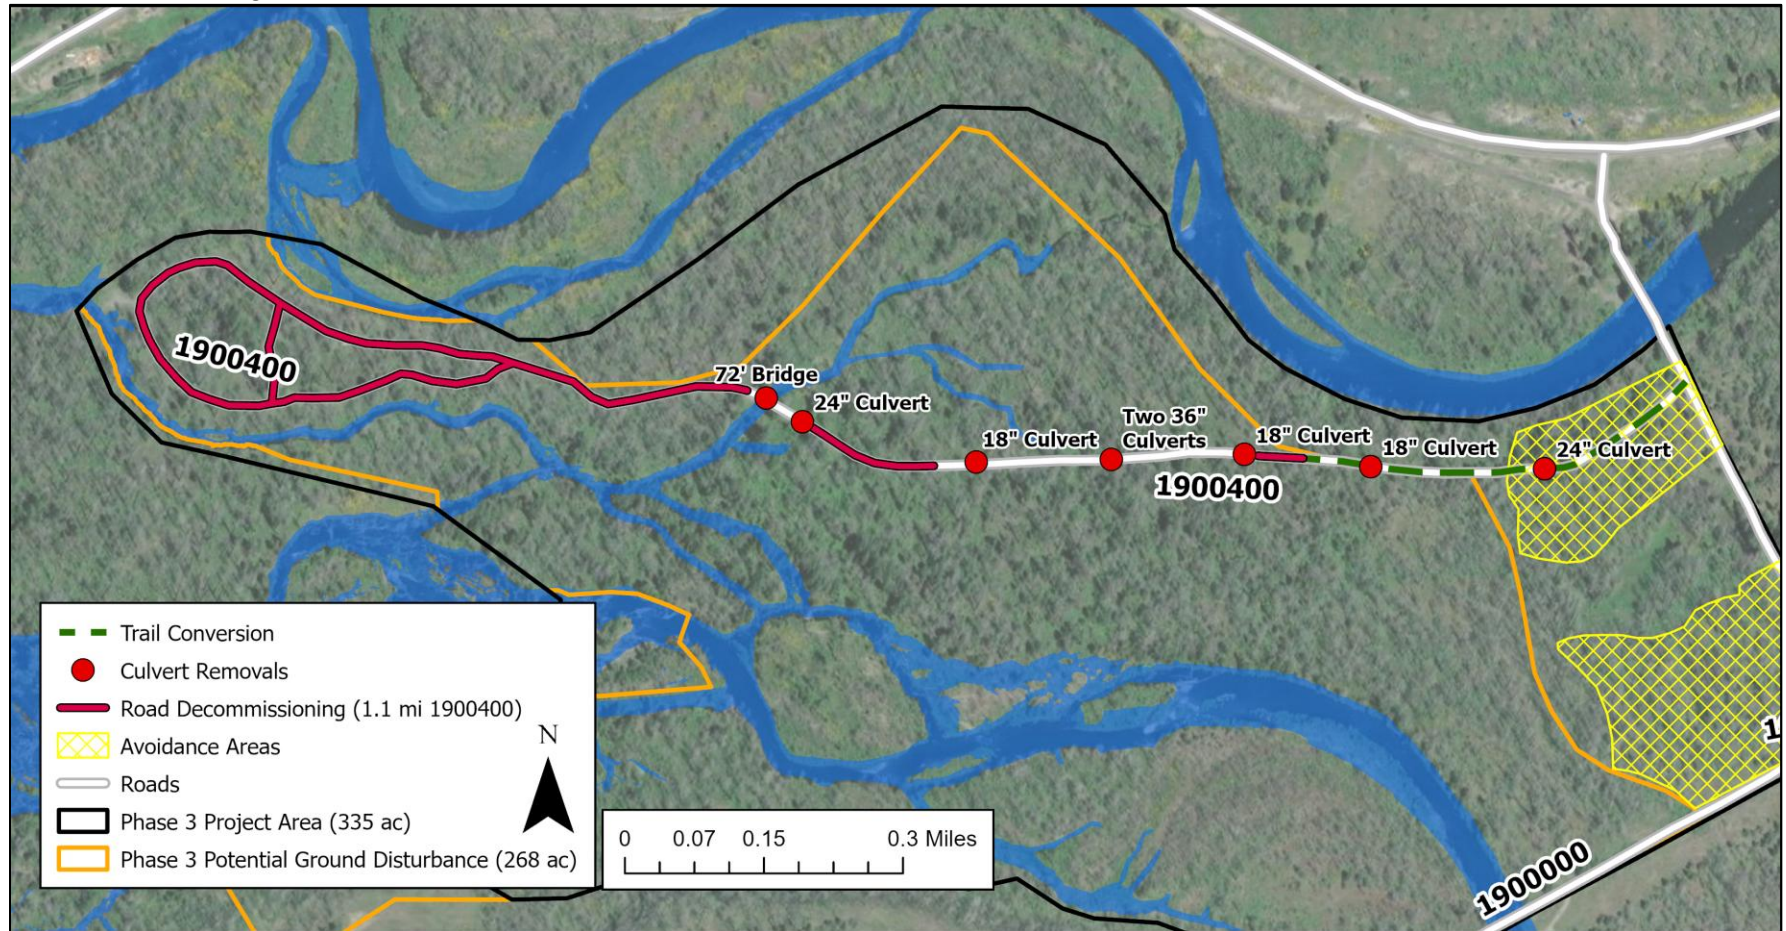 1900400
72' Bridge
24" Culvert
18" Culvert
Two 36"
Culverts
18" Culvert
18" Culvert
24" Culvert
1900400
Trail Conversion
Culvert Removals
Road Decommissioning (1.1 mi 1900400)
Avoidance Areas
Roads
Phase 3 Project Area (335 ac)
Phase 3 Potential Ground Disturbance (268 ac)
N
0 0.07 0.15 0.3 Miles
1900000